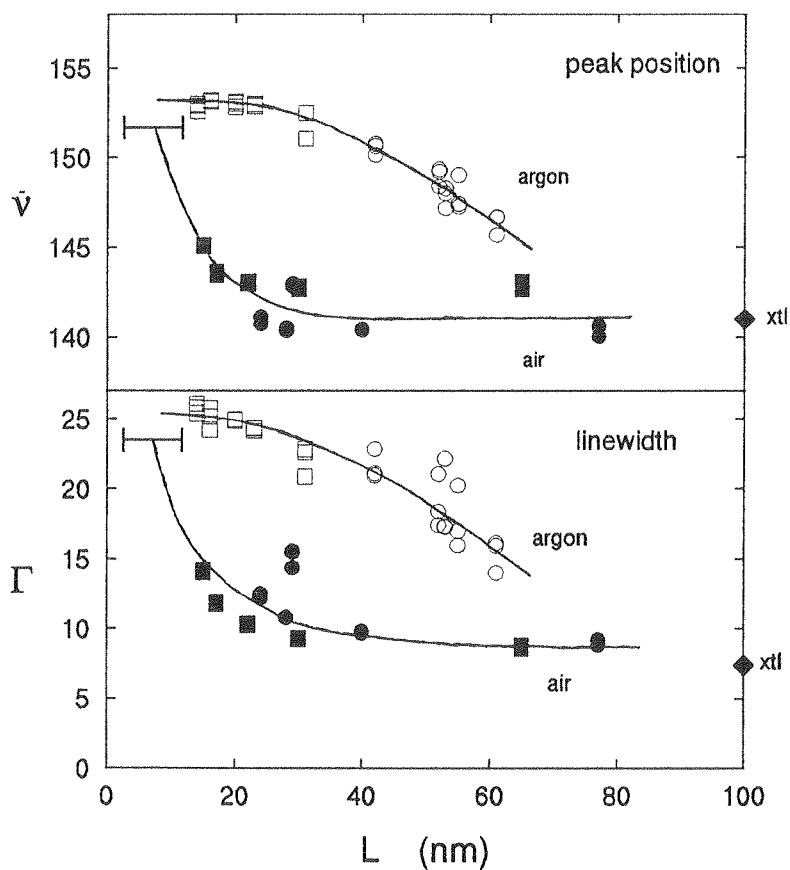 peak position
155
150
145
140
ν̄
argon
air
xtl
linewidth
25
20
15
10
5
0
Γ
argon
air
xtl
0 20 40 60 80 100
L (nm)